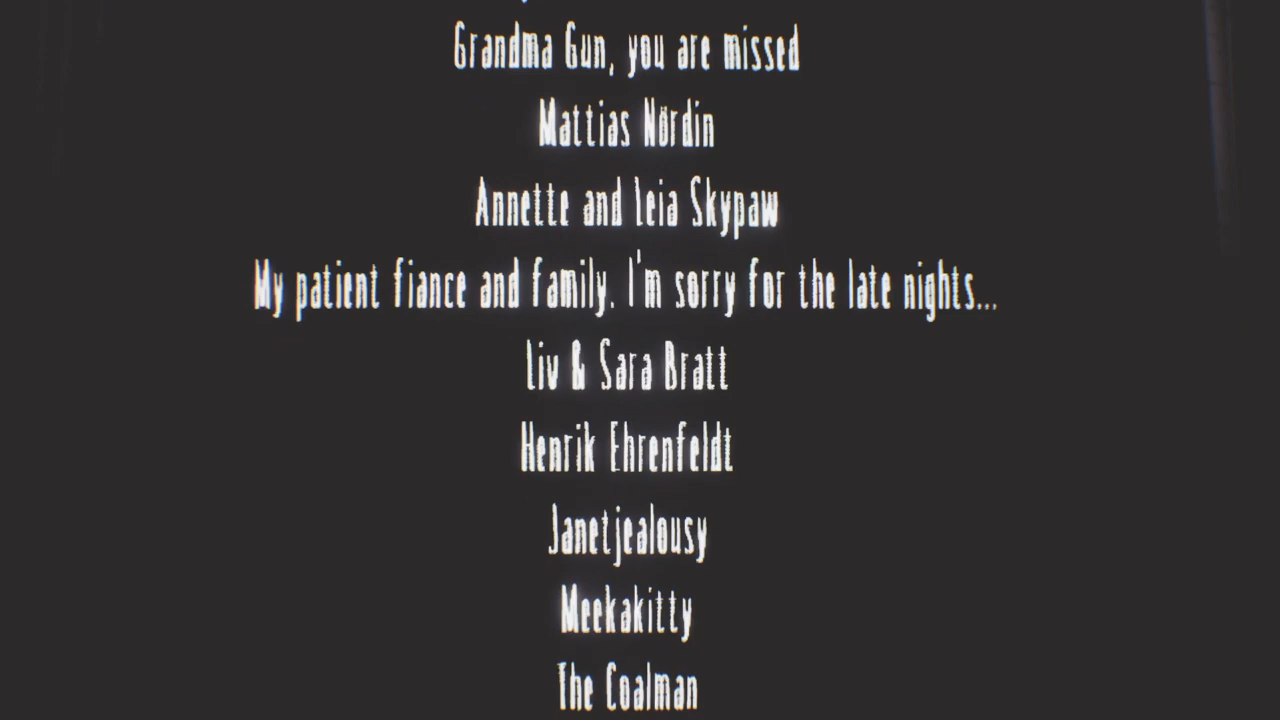 Grandma Gun, you are missed
Mattias Nördin
Annette and Leia Skypaw
My patient fiance and family. I'm sorry for the late nights...
Liv & Sara Bratt
Henrik Ehrenfeldt
Janetjealousy
Meekakitty
The Coalman